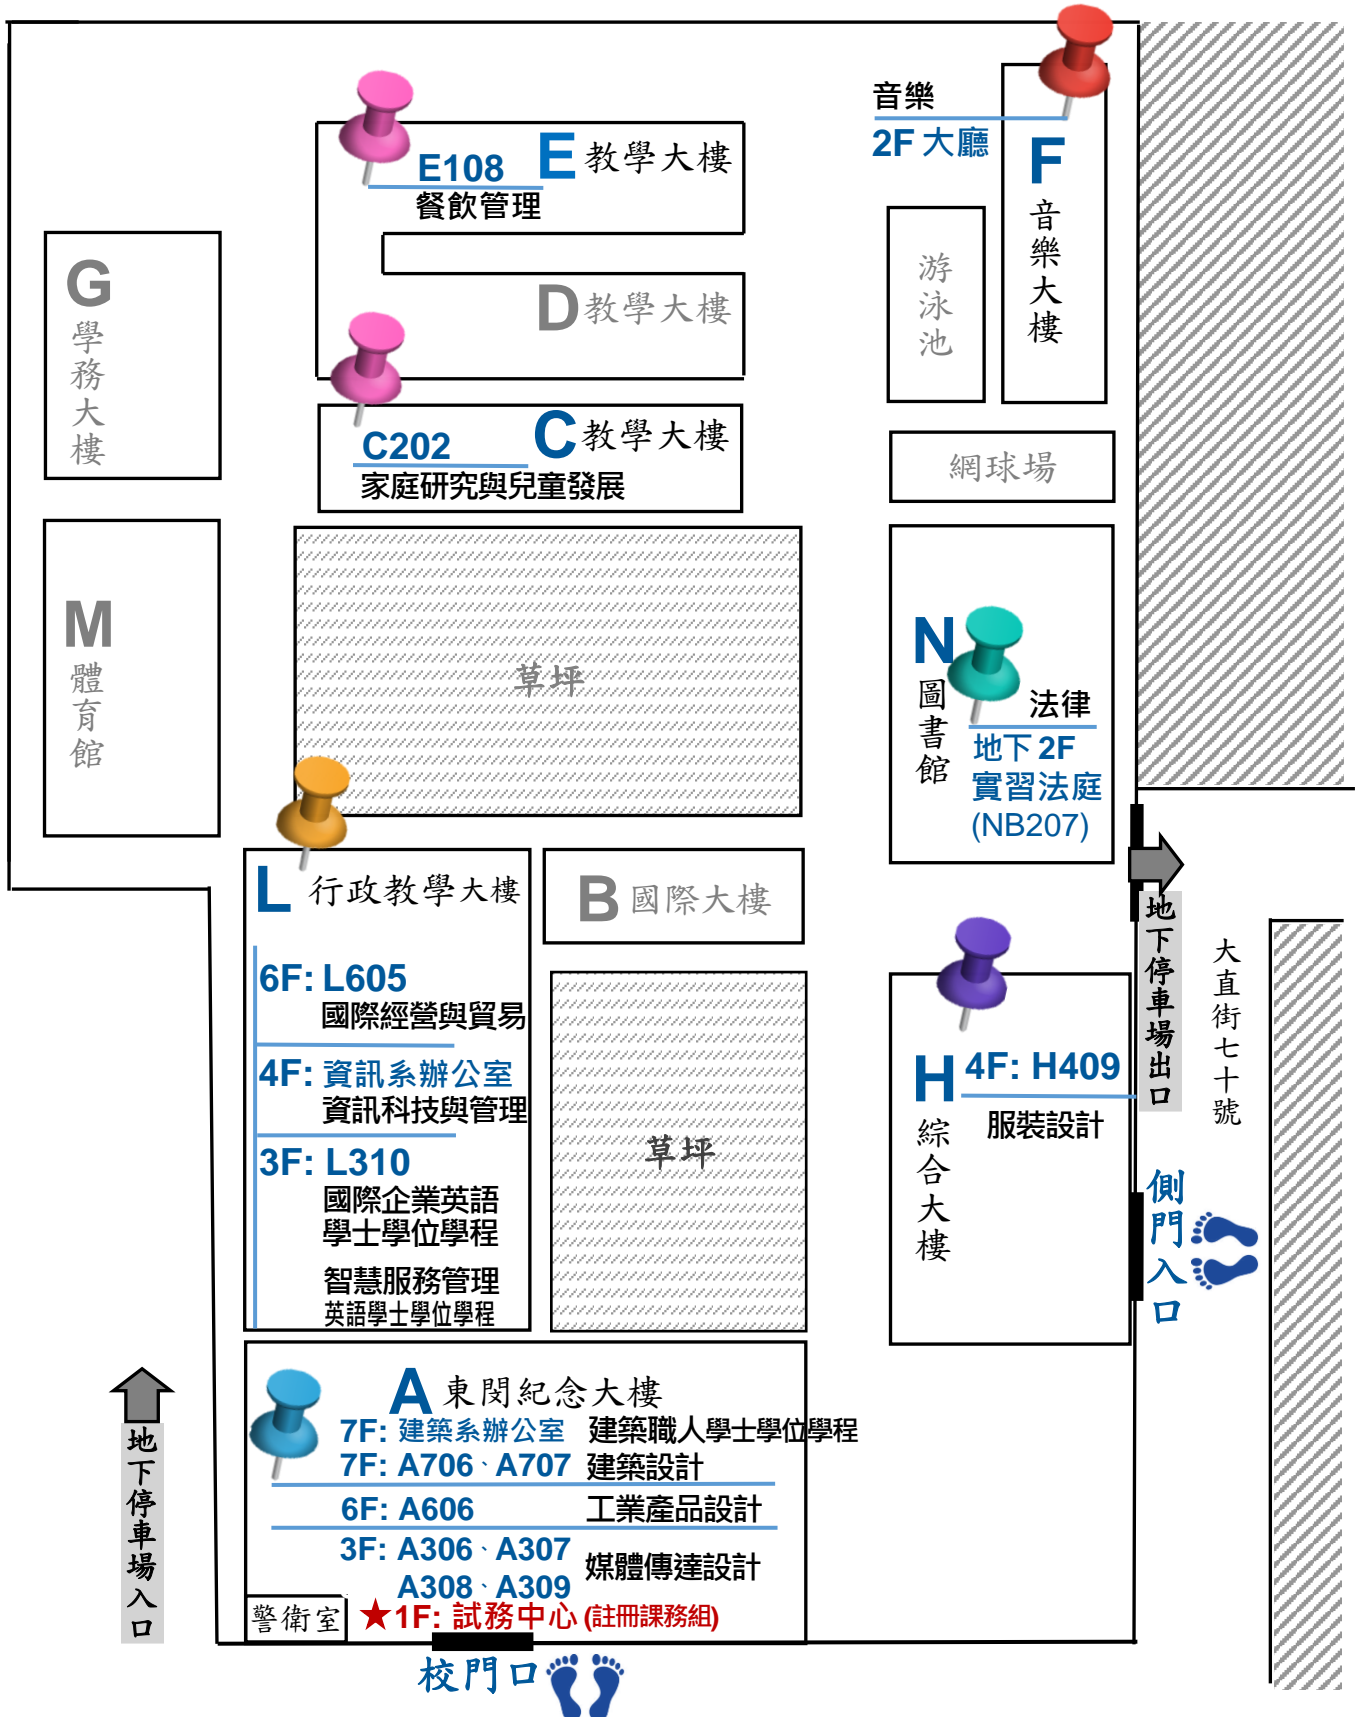 音樂
2F 大廳
F
音樂大樓
E 教學大樓
E108
餐飲管理
游泳池
G
學務大樓
D 教學大樓
C 教學大樓
C202
家庭研究與兒童發展
網球場
M
體育館
草坪
N
圖書館
法律
地下 2F
實習法庭
(NB207)
L 行政教學大樓
6F: L605
國際經營與貿易
4F: 資訊系辦公室
資訊科技與管理
3F: L310
國際企業英語
學士學位學程
智慧服務管理
英語學士學位學程
B 國際大樓
草坪
H
綜合大樓
4F: H409
服裝設計
地下停車場出口
大直街七十號
側門入口
A 東閔紀念大樓
7F: 建築系辦公室 建築職人學士學位學程
7F: A706、A707 建築設計
6F: A606 工業產品設計
3F: A306、A307
A308、A309
媒體傳達設計
警衛室
★1F: 試務中心 (註冊課務組)
地下停車場入口
校門口